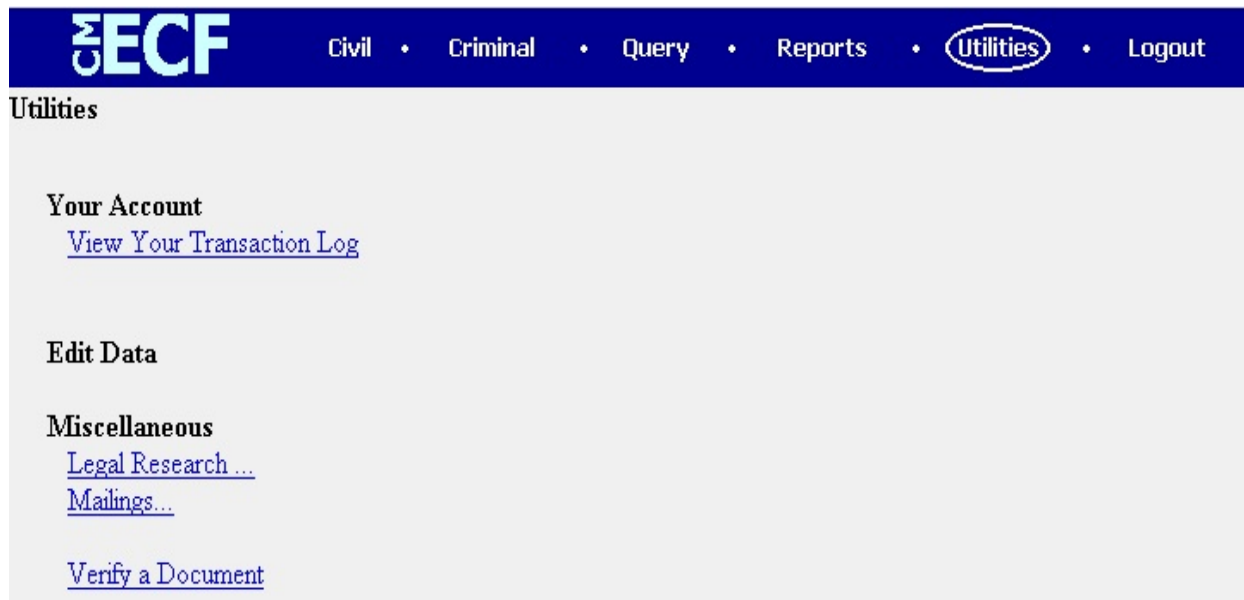 CM ECF Civil • Criminal • Query • Reports • Utilities • Logout
Utilities
Your Account
View Your Transaction Log
Edit Data
Miscellaneous
Legal Research ...
Mailings...
Verify a Document